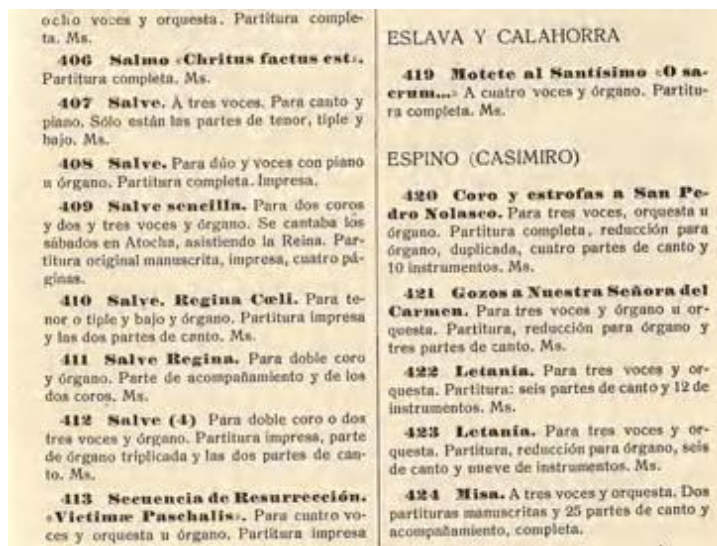 ocho voces y orquesta. Partitura comple-
ta. Ms.
406 Salmo «Chritus factus est».
Partitura completa. Ms.
407 Salve. A tres voces. Para canto y
piano. Sólo están las partes de tenor, tiple y
bajo. Ms.
408 Salve. Para dúo y voces con piano
u órgano. Partitura completa. Impresa.
409 Salve sencilla. Para dos coros
y dos y tres voces y órgano. Se cantaba los
sábados en Atocha, asistiendo la Reina. Par-
titura original manuscrita, impresa, cuatro pá-
ginas.
410 Salve. Regina Cœli. Para te-
nor o tiple y bajo y órgano. Partitura impresa
y las dos partes de canto. Ms.
411 Salve Regina. Para doble coro
y órgano. Parte de acompañamiento y de los
dos coros. Ms.
412 Salve (4) Para doble coro o dos
tres voces y órgano. Partitura impresa, parte
de órgano triplicada y las dos partes de can-
to. Ms.
413 Secuencia de Resurrección.
«Victimæ Paschalis». Para cuatro vo-
ces y orquesta u órgano. Partitura impresa
ESLAVA Y CALAHORRA
419 Motete al Santísimo «O sa-
crum...» A cuatro voces y órgano. Partitu-
ra completa. Ms.
ESPINO (CASIMIRO)
420 Coro y estrofas a San Pe-
dro Nolasco. Para tres voces, orquesta u
órgano. Partitura completa, reducción para
órgano, duplicada, cuatro partes de canto y
10 instrumentos. Ms.
421 Gozos a Nuestra Señora del
Carmen. Para tres voces y órgano u or-
questa. Partitura, reducción para órgano y
tres partes de canto. Ms.
422 Letanía. Para tres voces y or-
questa. Partitura: seis partes de canto y 12 de
instrumentos. Ms.
423 Letanía. Para tres voces y or-
questa. Partitura, reducción para órgano, seis
de canto y nueve de instrumentos. Ms.
424 Misa. A tres voces y orquesta. Dos
partituras manuscritas y 25 partes de canto y
acompañamiento, completa.